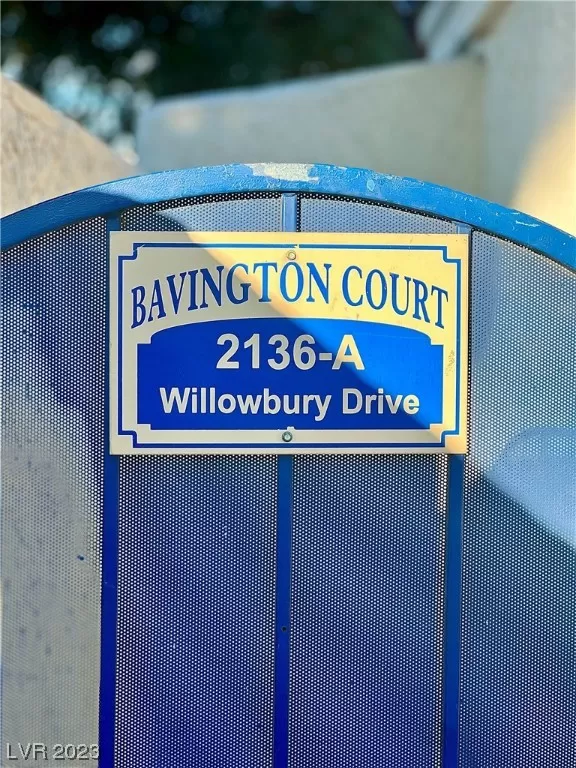 BAVINGTON COURT
2136-A
Willowbury Drive
LVR 2023